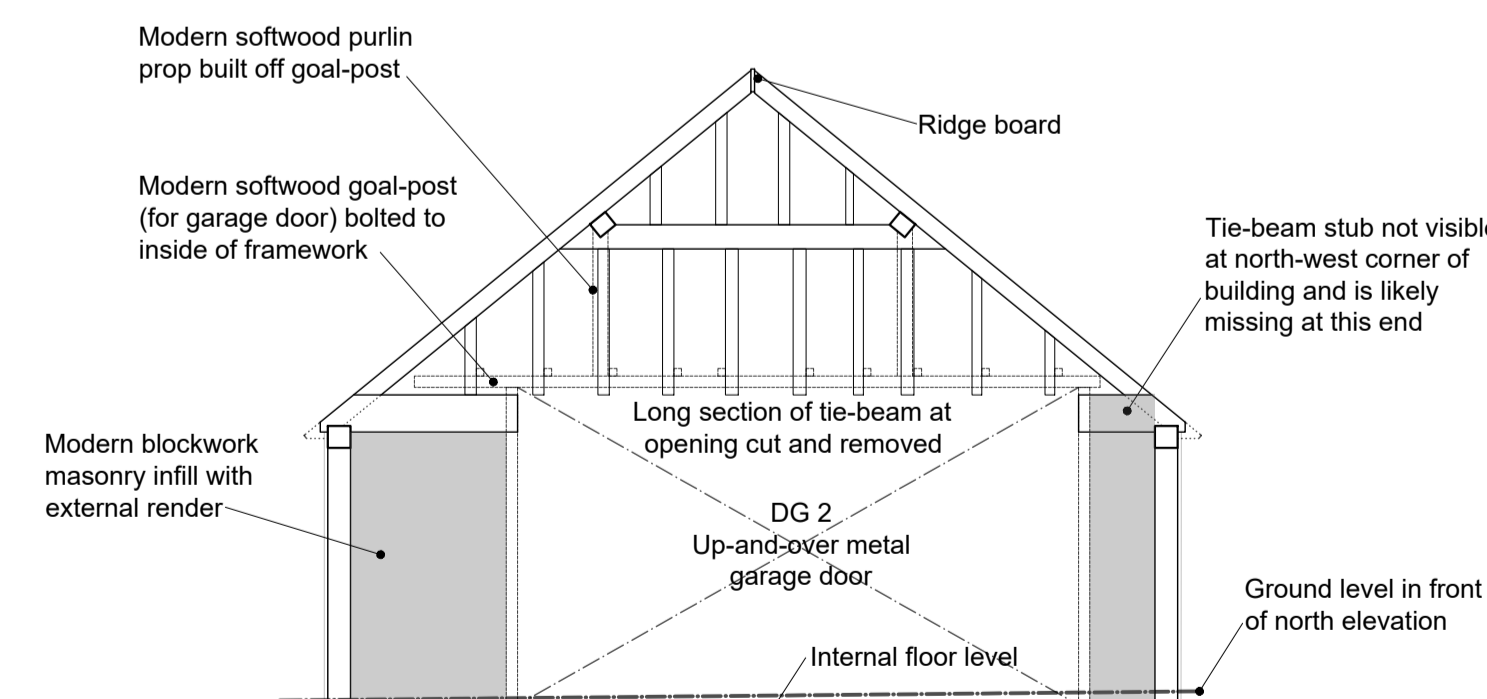 Modern softwood purlin
prop built off goal-post
Ridge board
Modern softwood goal-post
(for garage door) bolted to
inside of framework
Tie-beam stub not visible
at north-west corner of
building and is likely
missing at this end
Long section of tie-beam at
opening cut and removed
Modern blockwork
masonry infill with
external render
DG 2
Up-and-over metal
garage door
Ground level in front
of north elevation
Internal floor level